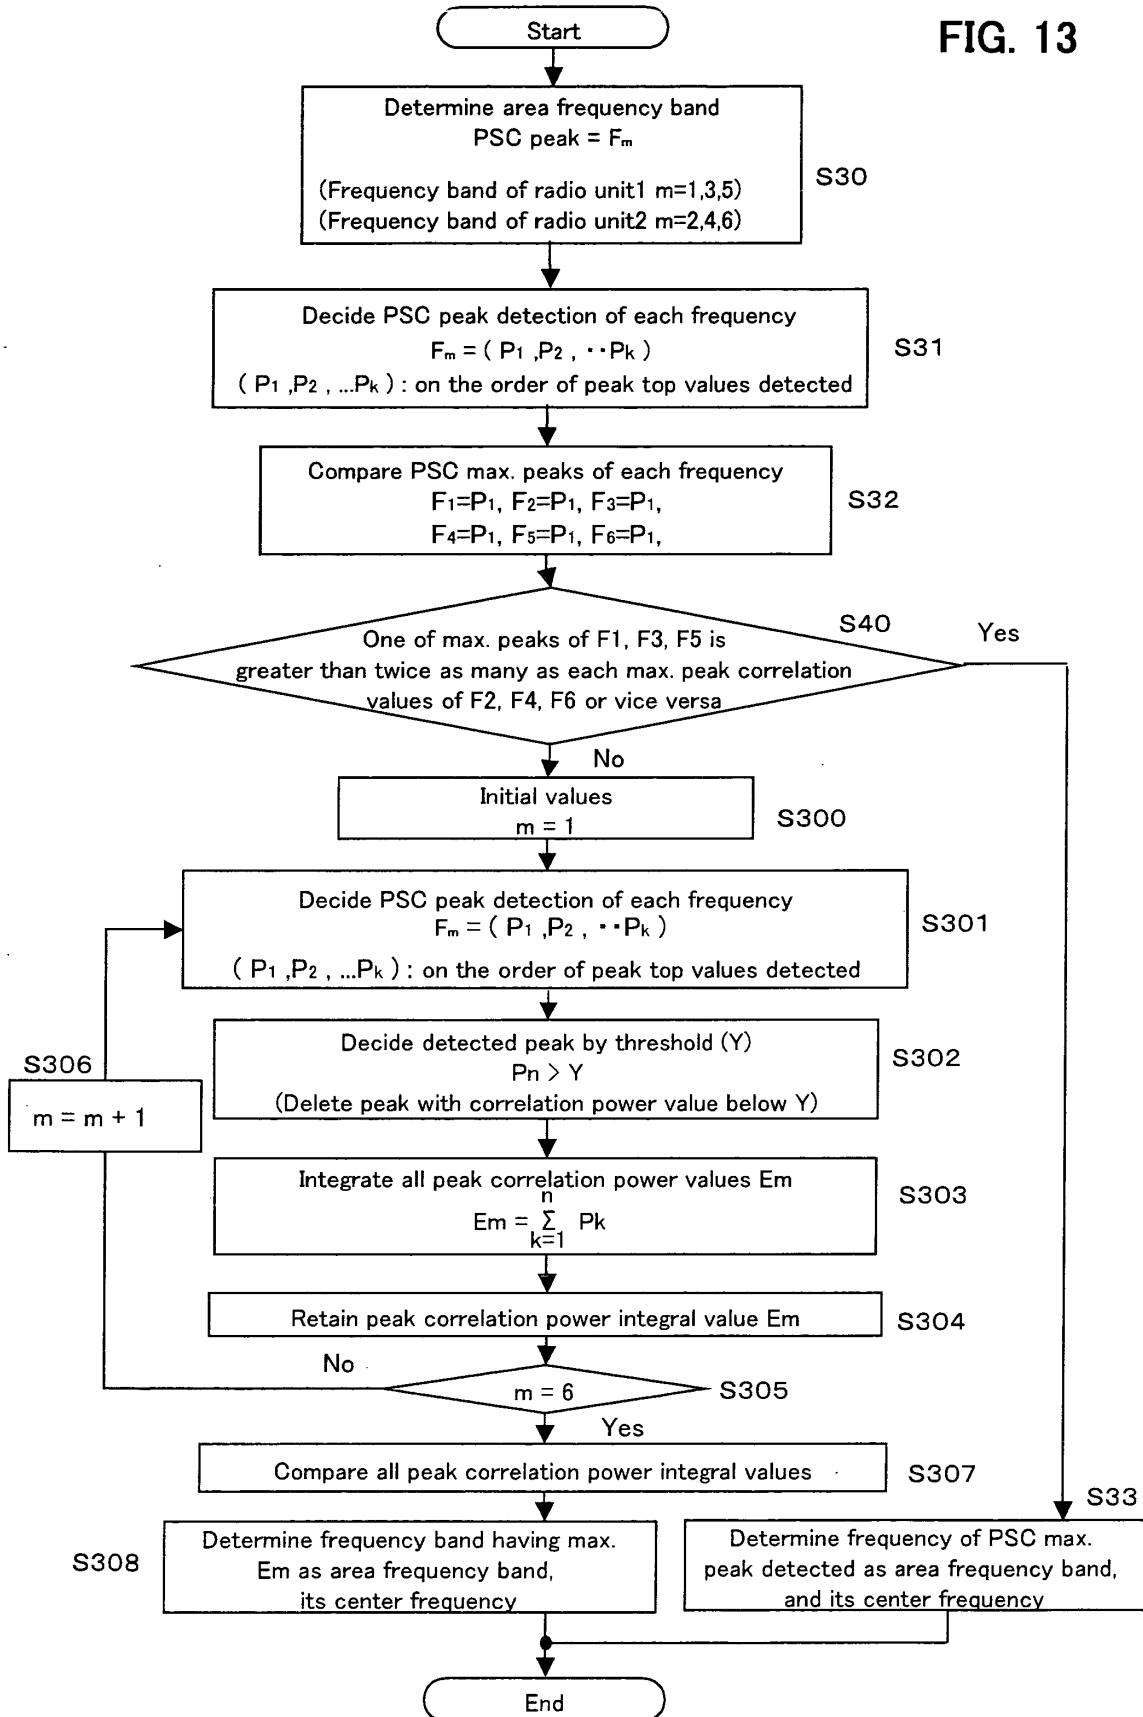 FIG. 13
Start
Determine area frequency band
PSC peak = Fm
(Frequency band of radio unit1 m=1,3,5)
(Frequency band of radio unit2 m=2,4,6)
S30
Decide PSC peak detection of each frequency
Fm = ( P1 ,P2 , ··Pk )
( P1 ,P2 , ...Pk ) : on the order of peak top values detected
S31
Compare PSC max. peaks of each frequency
F1=P1, F2=P1, F3=P1,
F4=P1, F5=P1, F6=P1,
S32
One of max. peaks of F1, F3, F5 is
greater than twice as many as each max. peak correlation
values of F2, F4, F6 or vice versa
S40
Yes
No
Initial values
m = 1
S300
Decide PSC peak detection of each frequency
Fm = ( P1 ,P2 , ··Pk )
( P1 ,P2 , ...Pk ) : on the order of peak top values detected
S301
Decide detected peak by threshold (Y)
Pn > Y
(Delete peak with correlation power value below Y)
S302
S306
m = m + 1
Integrate all peak correlation power values Em
n
Em = Σ Pk
k=1
S303
Retain peak correlation power integral value Em
S304
No
m = 6
S305
Yes
Compare all peak correlation power integral values
S307
S33
Determine frequency band having max.
Em as area frequency band,
its center frequency
S308
Determine frequency of PSC max.
peak detected as area frequency band,
and its center frequency
End